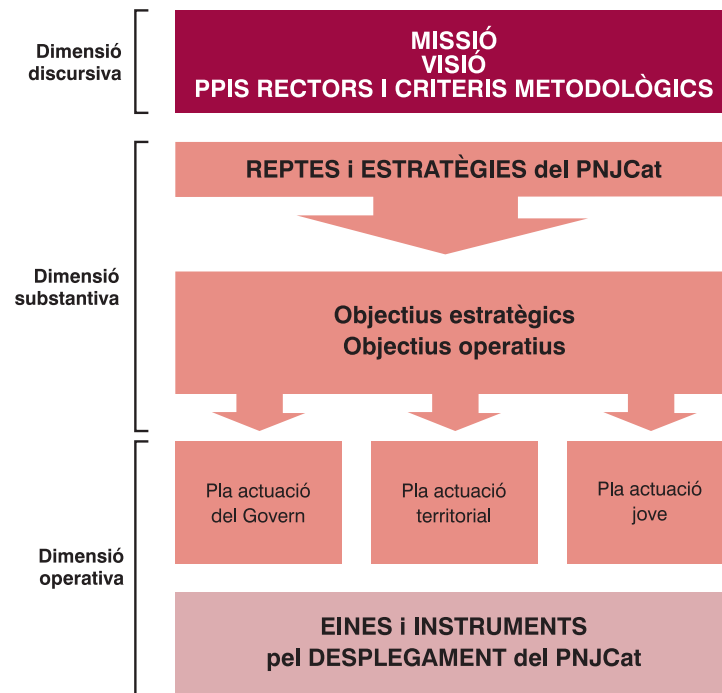 Dimensió
discursiva
MISSIÓ
VISIÓ
PPIS RECTORS I CRITERIS METODOLÒGICS
Dimensió
substantiva
REPTES i ESTRATÈGIES del PNJCat
Objectius estratègics
Objectius operatius
Dimensió
operativa
Pla actuació
del Govern
Pla actuació
territorial
Pla actuació
jove
EINES i INSTRUMENTS
pel DESPLEGAMENT del PNJCat